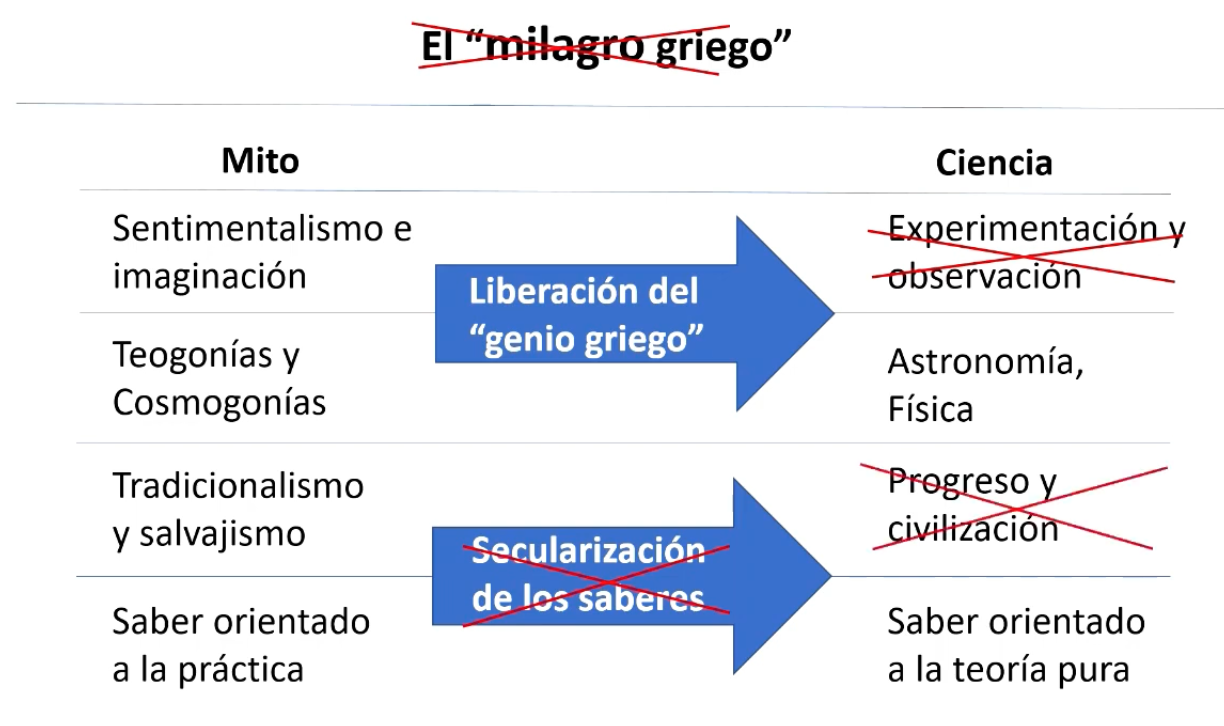 El “milagro griego”
Mito
Ciencia
Sentimentalismo e
imaginación
Liberación del
“genio griego”
Experimentación y
observación
Teogonías y
Cosmogonías
Astronomía,
Física
Tradicionalismo
y salvajismo
Secularización
de los saberes
Progreso y
civilización
Saber orientado
a la práctica
Saber orientado
a la teoría pura